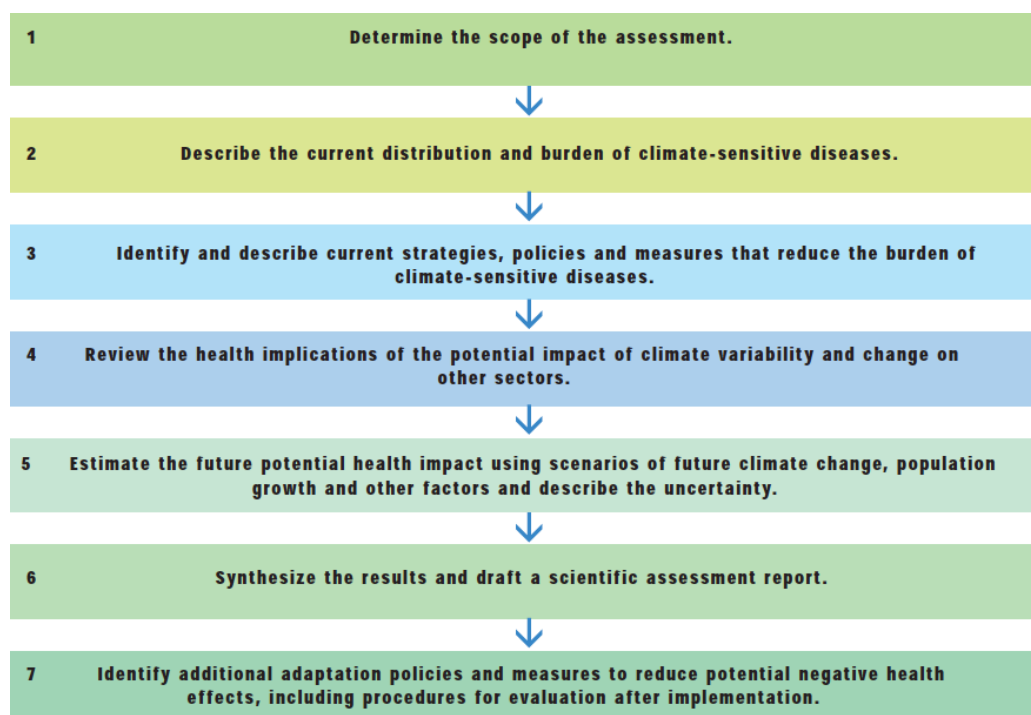 1 Determine the scope of the assessment.
2 Describe the current distribution and burden of climate-sensitive diseases.
3 Identify and describe current strategies, policies and measures that reduce the burden of
climate-sensitive diseases.
4 Review the health implications of the potential impact of climate variability and change on
other sectors.
5 Estimate the future potential health impact using scenarios of future climate change, population
growth and other factors and describe the uncertainty.
6 Synthesize the results and draft a scientific assessment report.
7 Identify additional adaptation policies and measures to reduce potential negative health
effects, including procedures for evaluation after implementation.